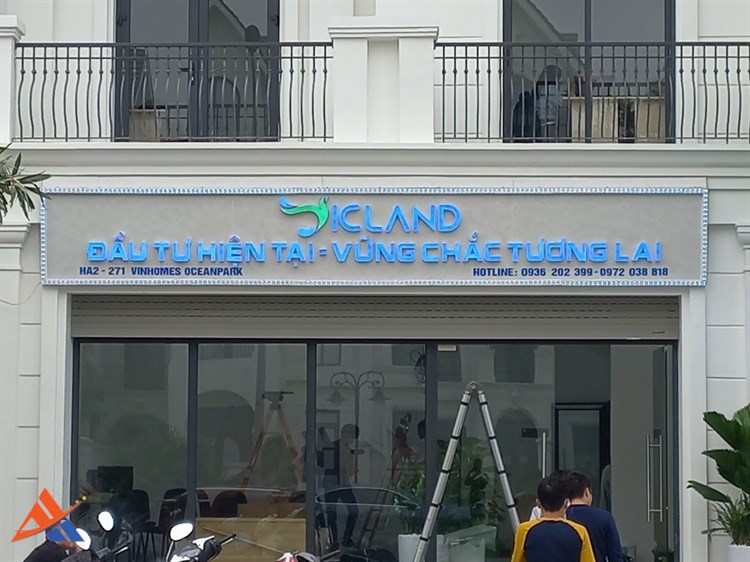 DICLAND
ĐẦU TƯ HIỆN TẠI - VỮNG CHẮC TƯƠNG LAI
HA2 - 271 VINHOMES OCEANPARK
HOTLINE: 0936 202 399 - 0972 038 818